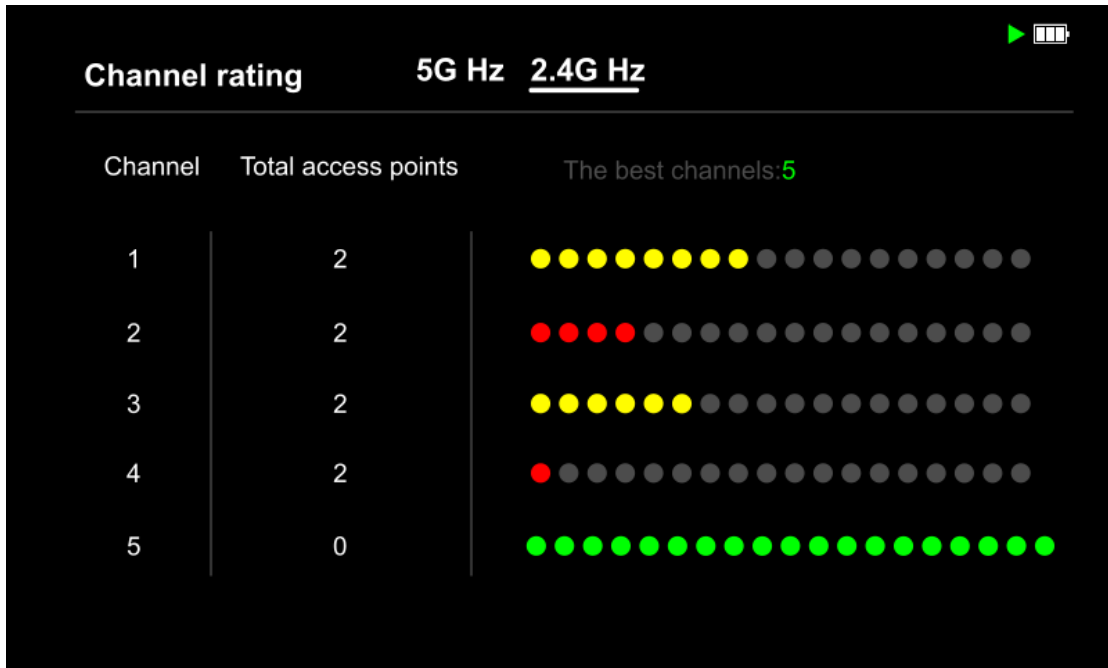 Channel rating 5G Hz 2.4G Hz
Channel Total access points The best channels:5
1 2
2 2
3 2
4 2
5 0